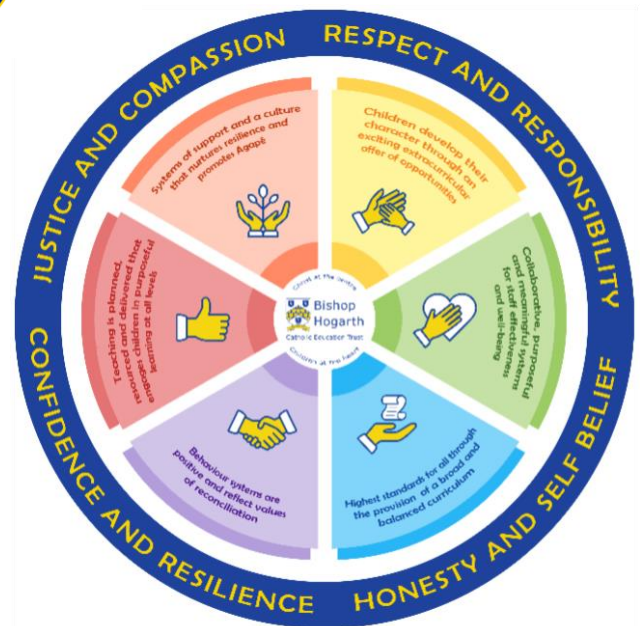 JUSTICE AND COMPASSION
RESPECT AND RESPONSIBILITY
HONESTY AND SELF BELIEF
CONFIDENCE AND RESILIENCE
Systems of support and a culture
that nurtures resilience and
promotes Agapé
Children develop their
character through an
exciting extracurricular
offer of opportunities
Collaborative, purposeful
and meaningful systems
for staff effectiveness
and well-being
Highest standards for all through
the provision of a broad and
balanced curriculum
Behaviour systems are
positive and reflect values
of reconciliation
Teaching is planned,
resourced and delivered that
engages children in purposeful
learning at all levels
Christ at the centre
Bishop
Hogarth
Catholic Education Trust
Children at the heart